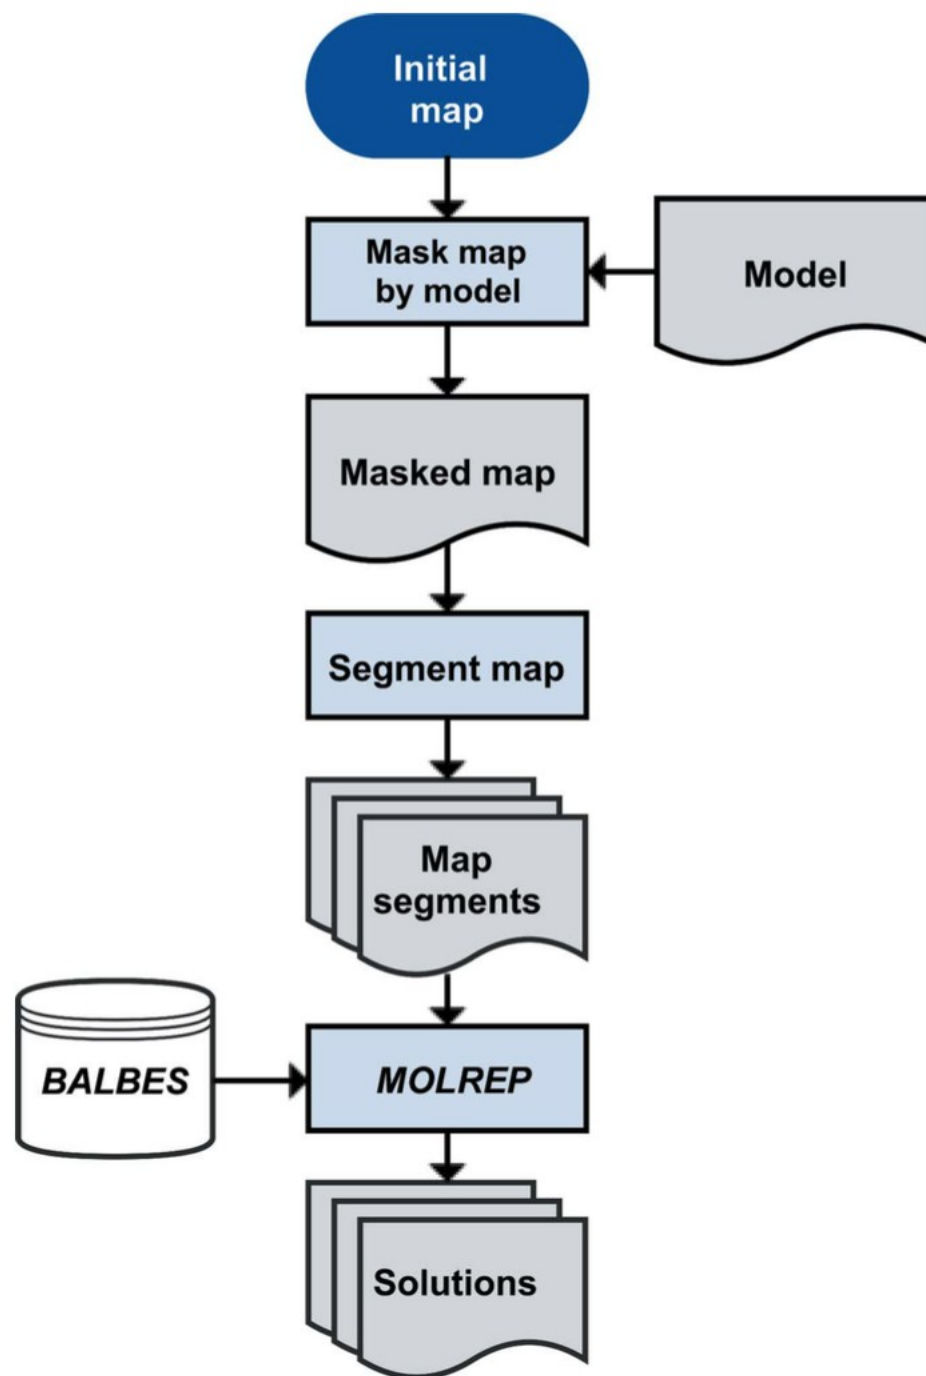 Initial
map
Mask map
by model
Model
Masked map
Segment map
Map
segments
BALBES
MOLREP
Solutions